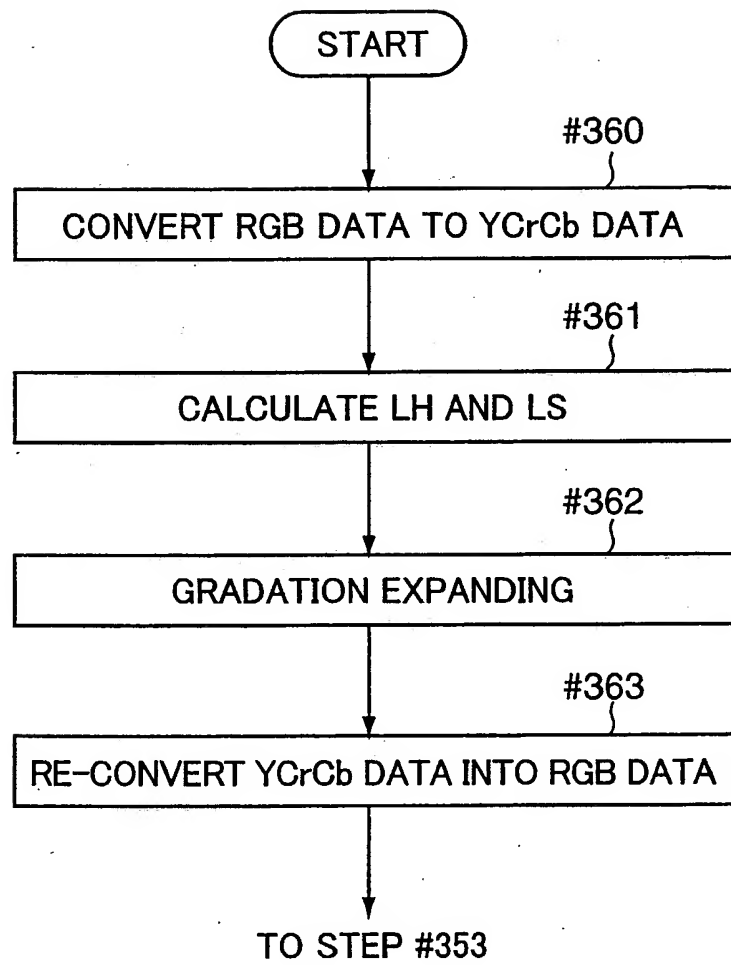 START
#360
CONVERT RGB DATA TO YCrCb DATA
#361
CALCULATE LH AND LS
#362
GRADATION EXPANDING
#363
RE-CONVERT YCrCb DATA INTO RGB DATA
TO STEP #353